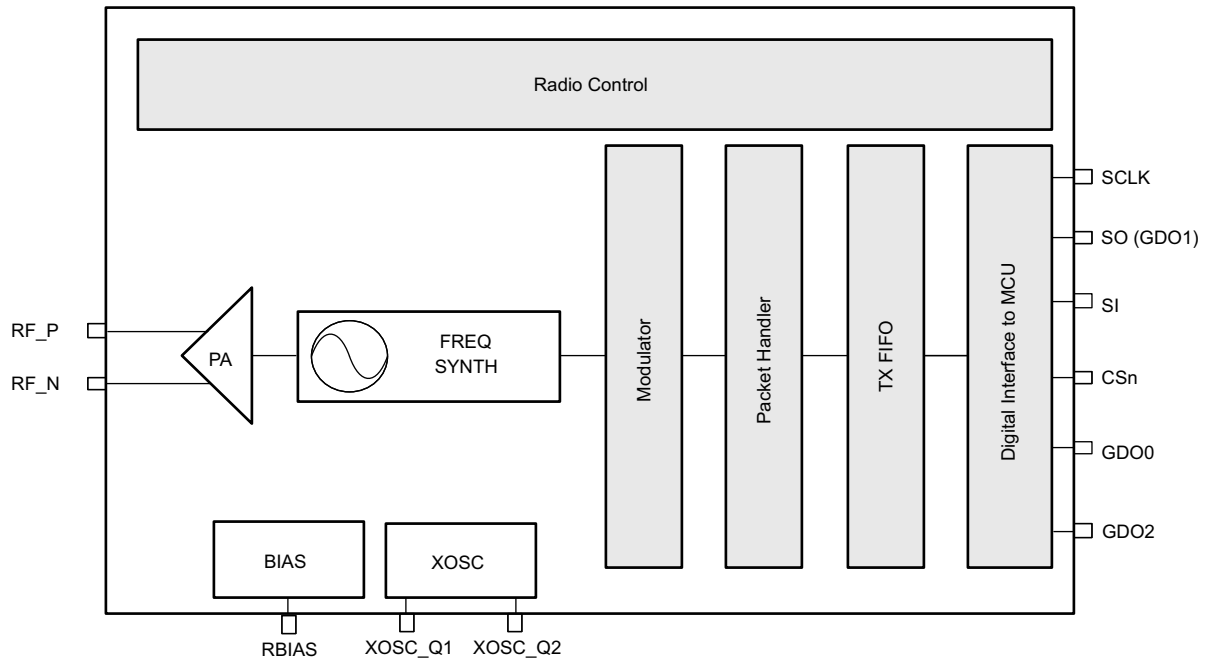 Radio Control
SCLK
SO (GDO1)
SI
CSn
GDO0
GDO2
RF_P
RF_N
PA
FREQ
SYNTH
Modulator
Packet Handler
TX FIFO
Digital Interface to MCU
BIAS
XOSC
RBIAS
XOSC_Q1
XOSC_Q2